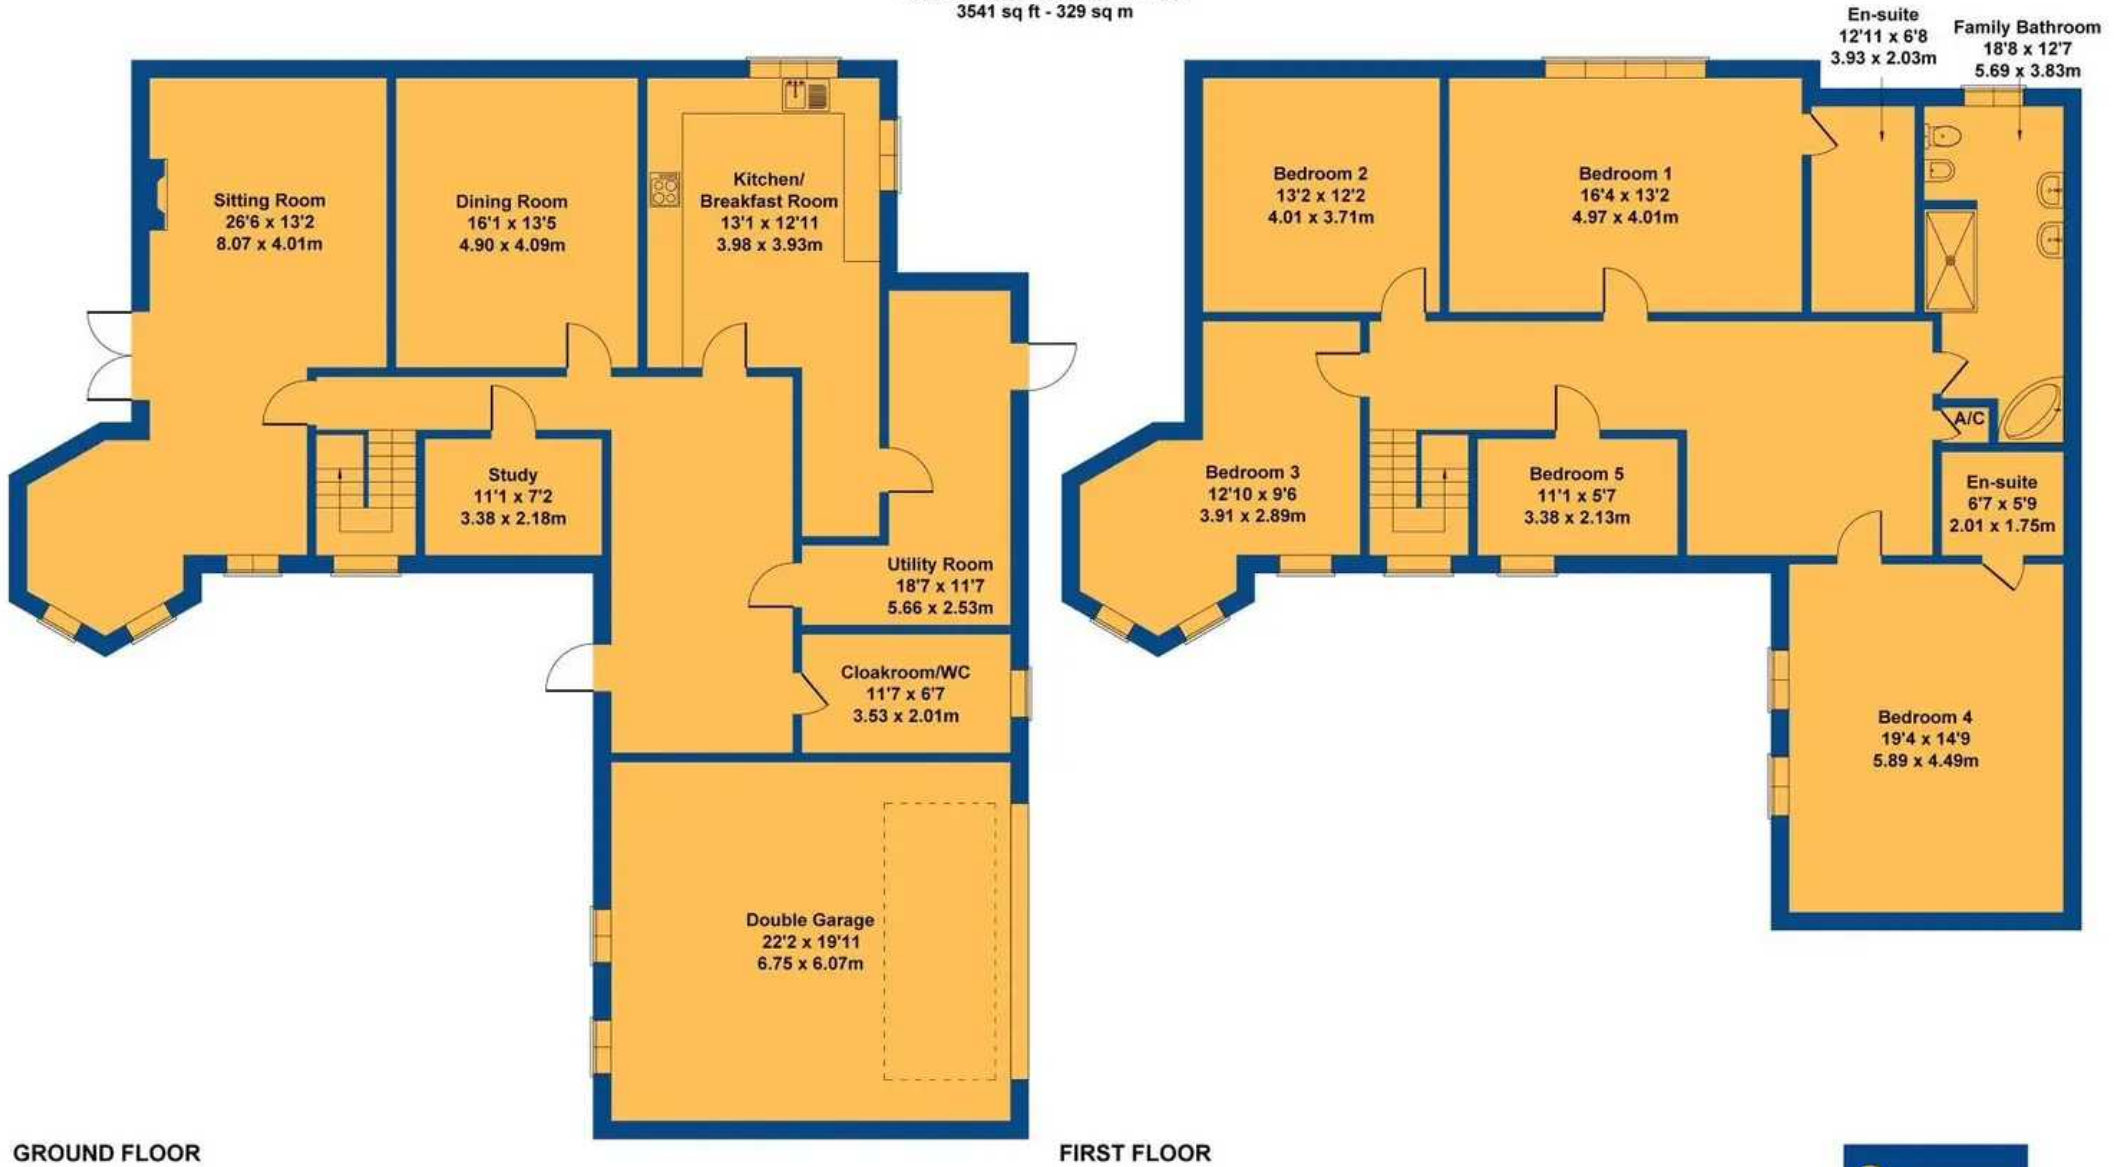 3541 sq ft - 329 sq m
Sitting Room
26'6 x 13'2
8.07 x 4.01m
Dining Room
16'1 x 13'5
4.90 x 4.09m
Kitchen/
Breakfast Room
13'1 x 12'11
3.98 x 3.93m
Study
11'1 x 7'2
3.38 x 2.18m
Utility Room
18'7 x 11'7
5.66 x 2.53m
Cloakroom/WC
11'7 x 6'7
3.53 x 2.01m
Double Garage
22'2 x 19'11
6.75 x 6.07m
GROUND FLOOR
En-suite
12'11 x 6'8
3.93 x 2.03m
Family Bathroom
18'8 x 12'7
5.69 x 3.83m
Bedroom 2
13'2 x 12'2
4.01 x 3.71m
Bedroom 1
16'4 x 13'2
4.97 x 4.01m
A/C
Bedroom 3
12'10 x 9'6
3.91 x 2.89m
Bedroom 5
11'1 x 5'7
3.38 x 2.13m
En-suite
6'7 x 5'9
2.01 x 1.75m
Bedroom 4
19'4 x 14'9
5.89 x 4.49m
FIRST FLOOR